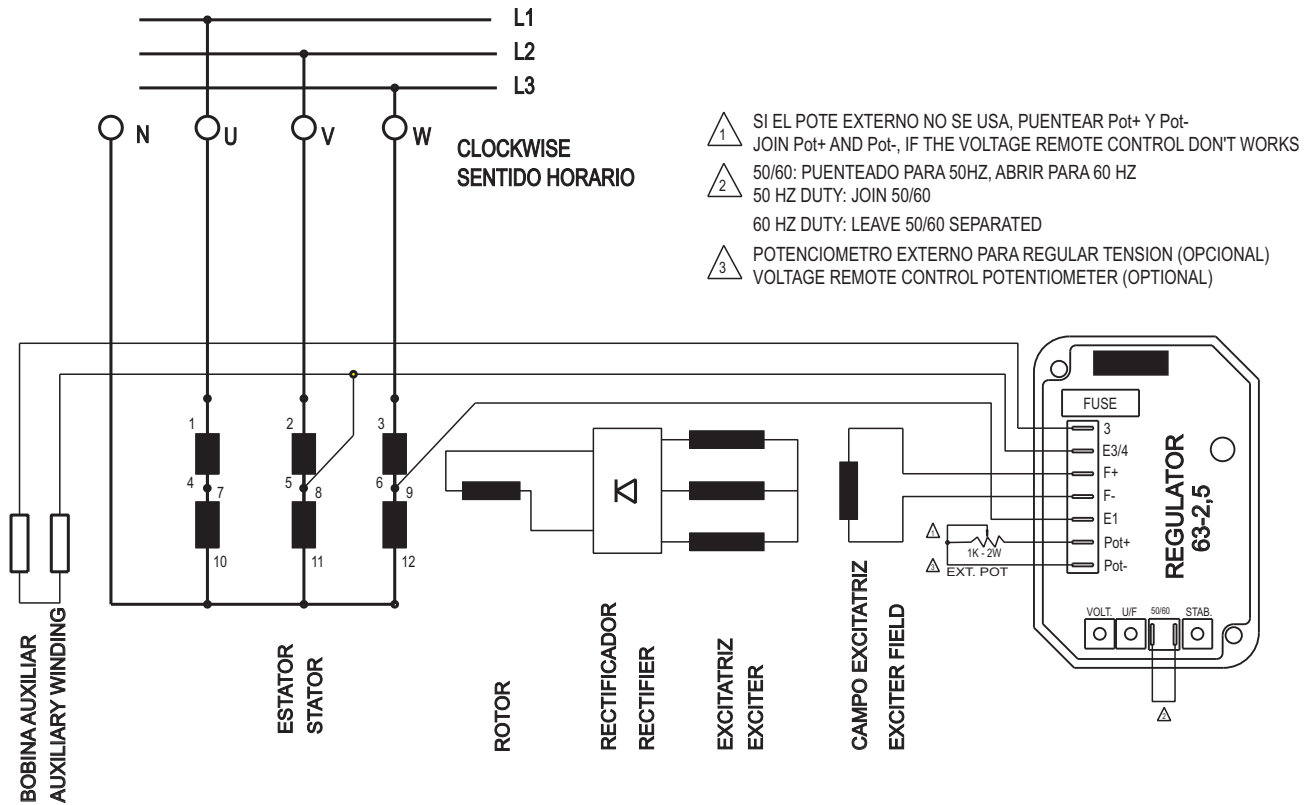 L1
L2
L3
N
U
V
W
CLOCKWISE
SENTIDO HORARIO
1
SI EL POTE EXTERNO NO SE USA, PUENTEAR Pot+ Y Pot-
JOIN Pot+ AND Pot-, IF THE VOLTAGE REMOTE CONTROL DON'T WORKS
2
50/60: PUENTEADO PARA 50HZ, ABRIR PARA 60 HZ
50 HZ DUTY: JOIN 50/60
60 HZ DUTY: LEAVE 50/60 SEPARATED
3
POTENCIOMETRO EXTERNO PARA REGULAR TENSION (OPCIONAL)
VOLTAGE REMOTE CONTROL POTENTIOMETER (OPTIONAL)
1
2
3
4
7
5
8
6
9
10
11
12
FUSE
3
E3/4
F+
F-
E1
Pot+
Pot-
REGULATOR
63-2,5
1
1K - 2W
3
EXT. POT
VOLT.
U/F
50/60
STAB.
2
BOBINA AUXILIAR
AUXILIARY WINDING
ESTATOR
STATOR
ROTOR
RECTIFICADOR
RECTIFIER
EXCITATRIZ
EXCITER
CAMPO EXCITATRIZ
EXCITER FIELD